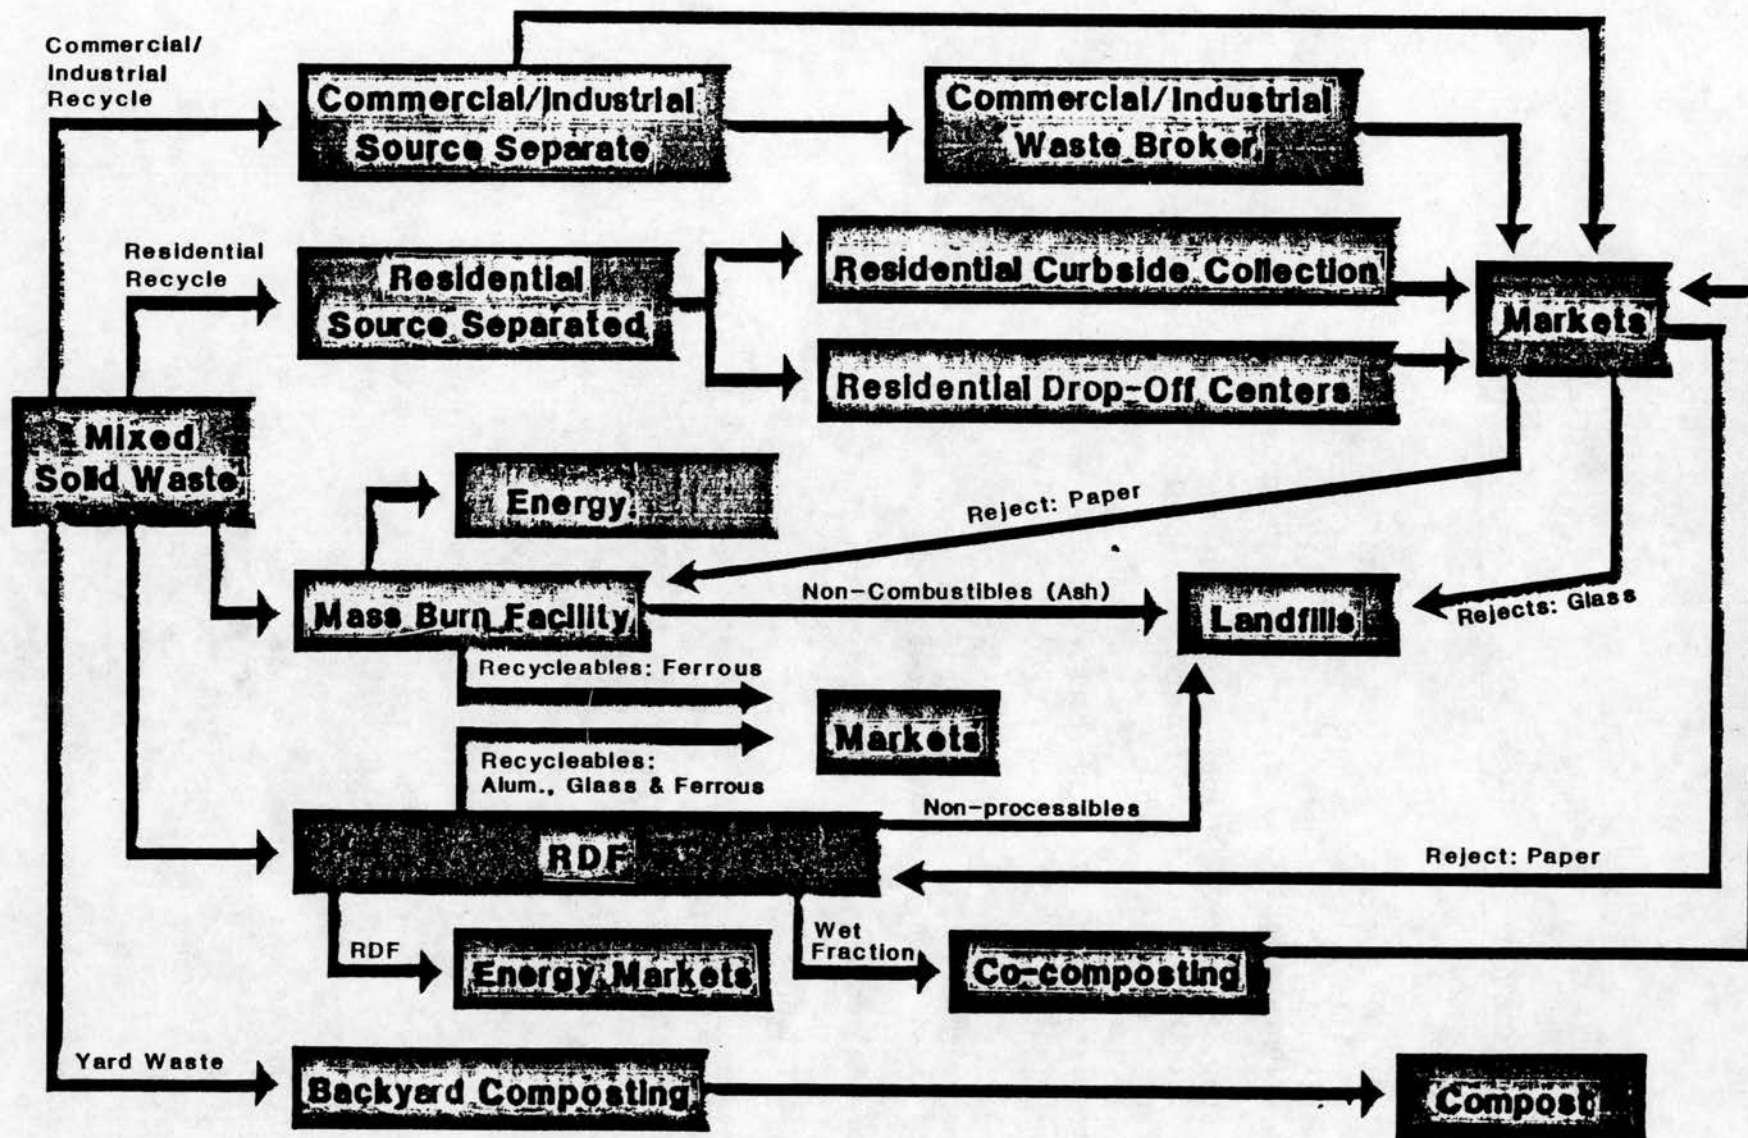 Commercial/
Industrial
Recycle
Commercial/Industrial
Source Separate
Commercial/Industrial
Waste Broker
Residential
Recycle
Residential
Source Separated
Residential Curbside Collection
Residential Drop-Off Centers
Markets
Mixed
Solid Waste
Energy
Reject: Paper
Mass Burn Facility
Non-Combustibles (Ash)
Landfills
Rejects: Glass
Recycleables: Ferrous
Markets
Recycleables:
Alum., Glass & Ferrous
Non-processibles
RDF
Reject: Paper
RDF
Energy Markets
Wet
Fraction
Co-composting
Yard Waste
Backyard Composting
Compost